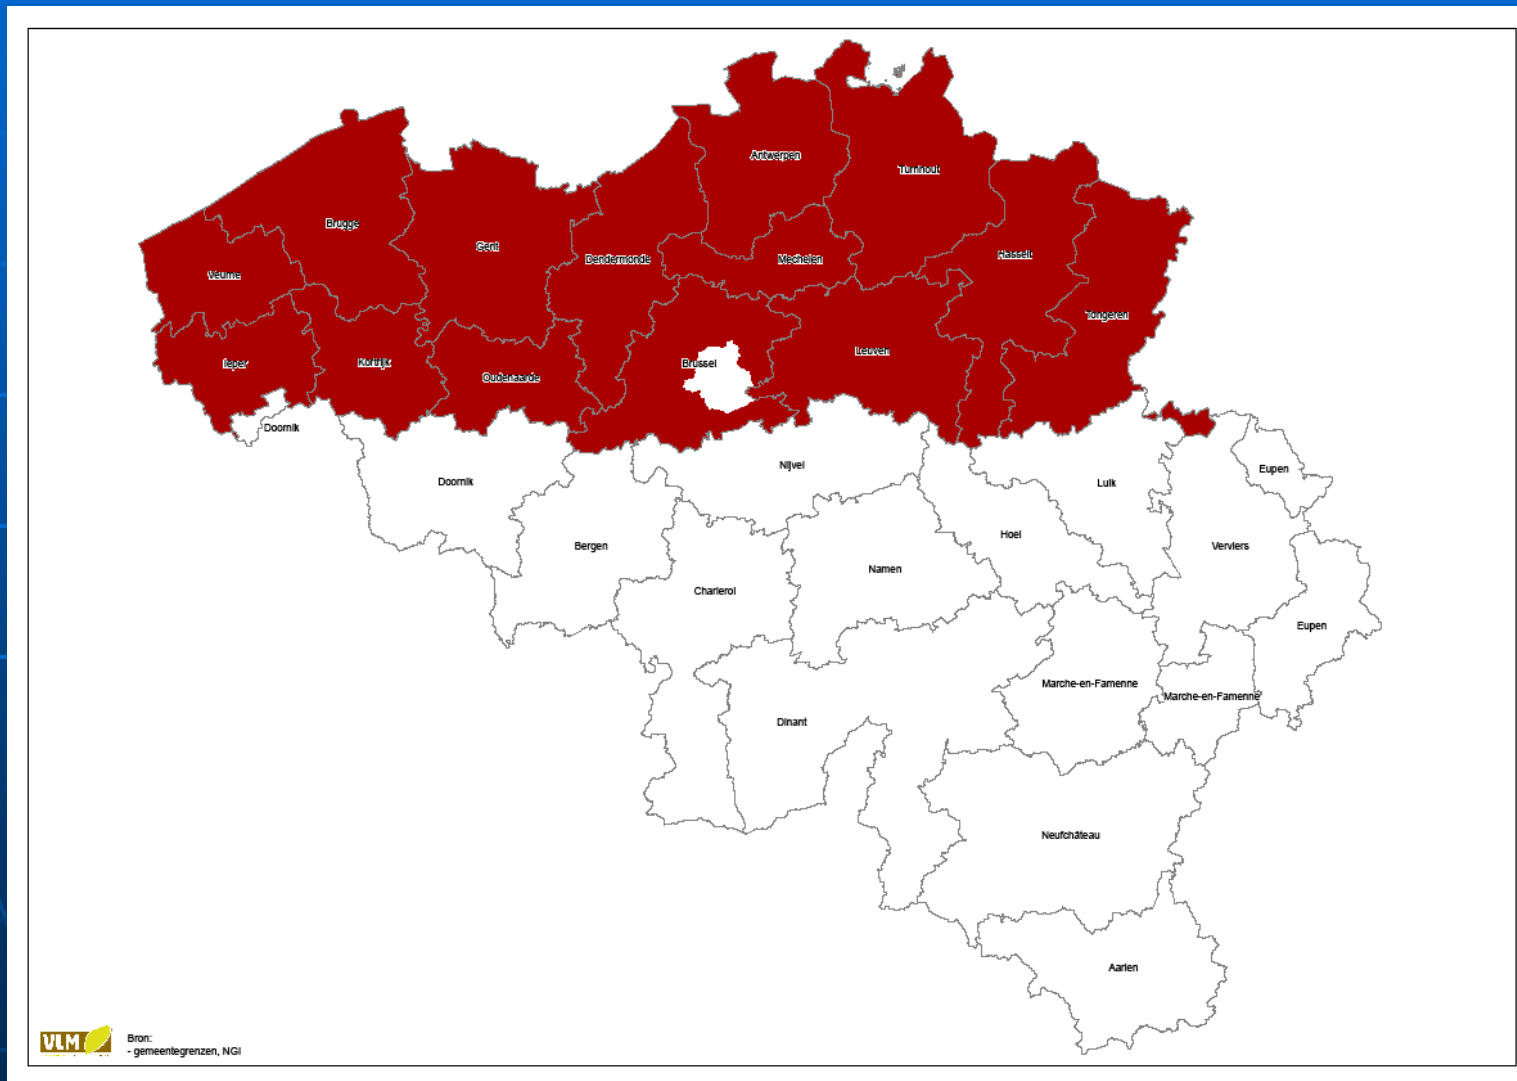 Antwerpen
Turnhout
Brugge
Gent
Hasselt
Dendermonde
Mechelen
Veurne
Tongeren
Leuven
Ieper
Kortrijk
Brussel
Oudenaarde
Doornik
Nijvel
Eupen
Doornik
Luik
Hoei
Bergen
Verviers
Namen
Charleroi
Eupen
Marche-en-Famenne
Marche-en-Famenne
Dinant
Neufchâteau
Aarlen
VLM
Bron:
- gemeentegrenzen, NGI